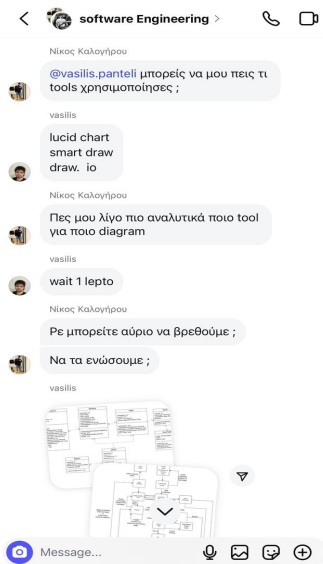 software Engineering >
Νίκος Καλογήρου
@vasilis.panteli μπορείς να μου πεις τι
tools χρησιμοποίησες ;
vasilis
lucid chart
smart draw
draw. io
Νίκος Καλογήρου
Πες μου λίγο πιο αναλυτικά ποιο tool
για ποιο diagram
vasilis
wait 1 lepto
Νίκος Καλογήρου
Ρε μπορείτε αύριο να βρεθούμε ;
Να τα ενώσουμε ;
vasilis
Message...